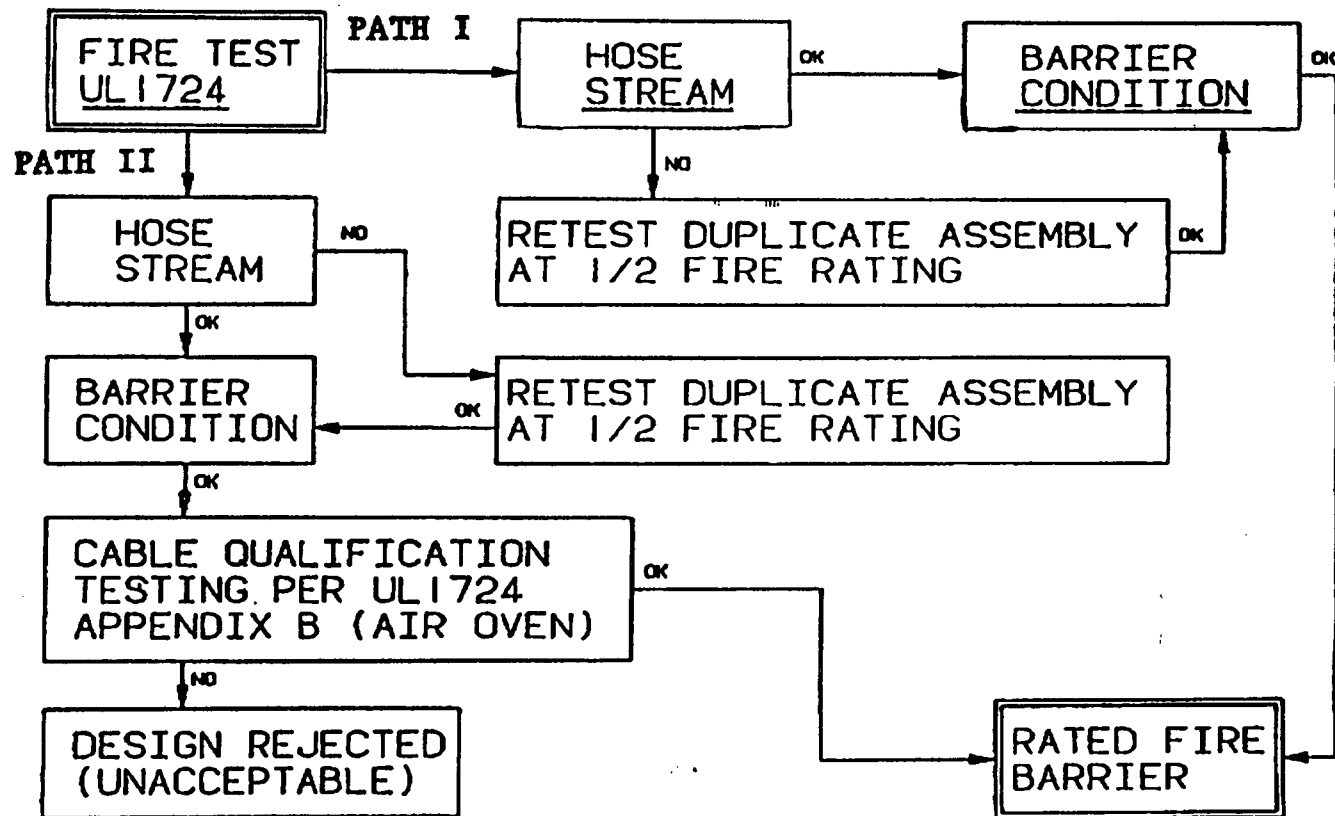 PATH I
FIRE TEST
UL1724
HOSE
STREAM
OK
BARRIER
CONDITION
OK
PATH II
NO
HOSE
STREAM
NO
RETEST DUPLICATE ASSEMBLY
AT 1/2 FIRE RATING
OK
OK
BARRIER
CONDITION
OK
RETEST DUPLICATE ASSEMBLY
AT 1/2 FIRE RATING
OK
CABLE QUALIFICATION
TESTING PER UL1724
APPENDIX B (AIR OVEN)
OK
NO
DESIGN REJECTED
(UNACCEPTABLE)
RATED FIRE
BARRIER